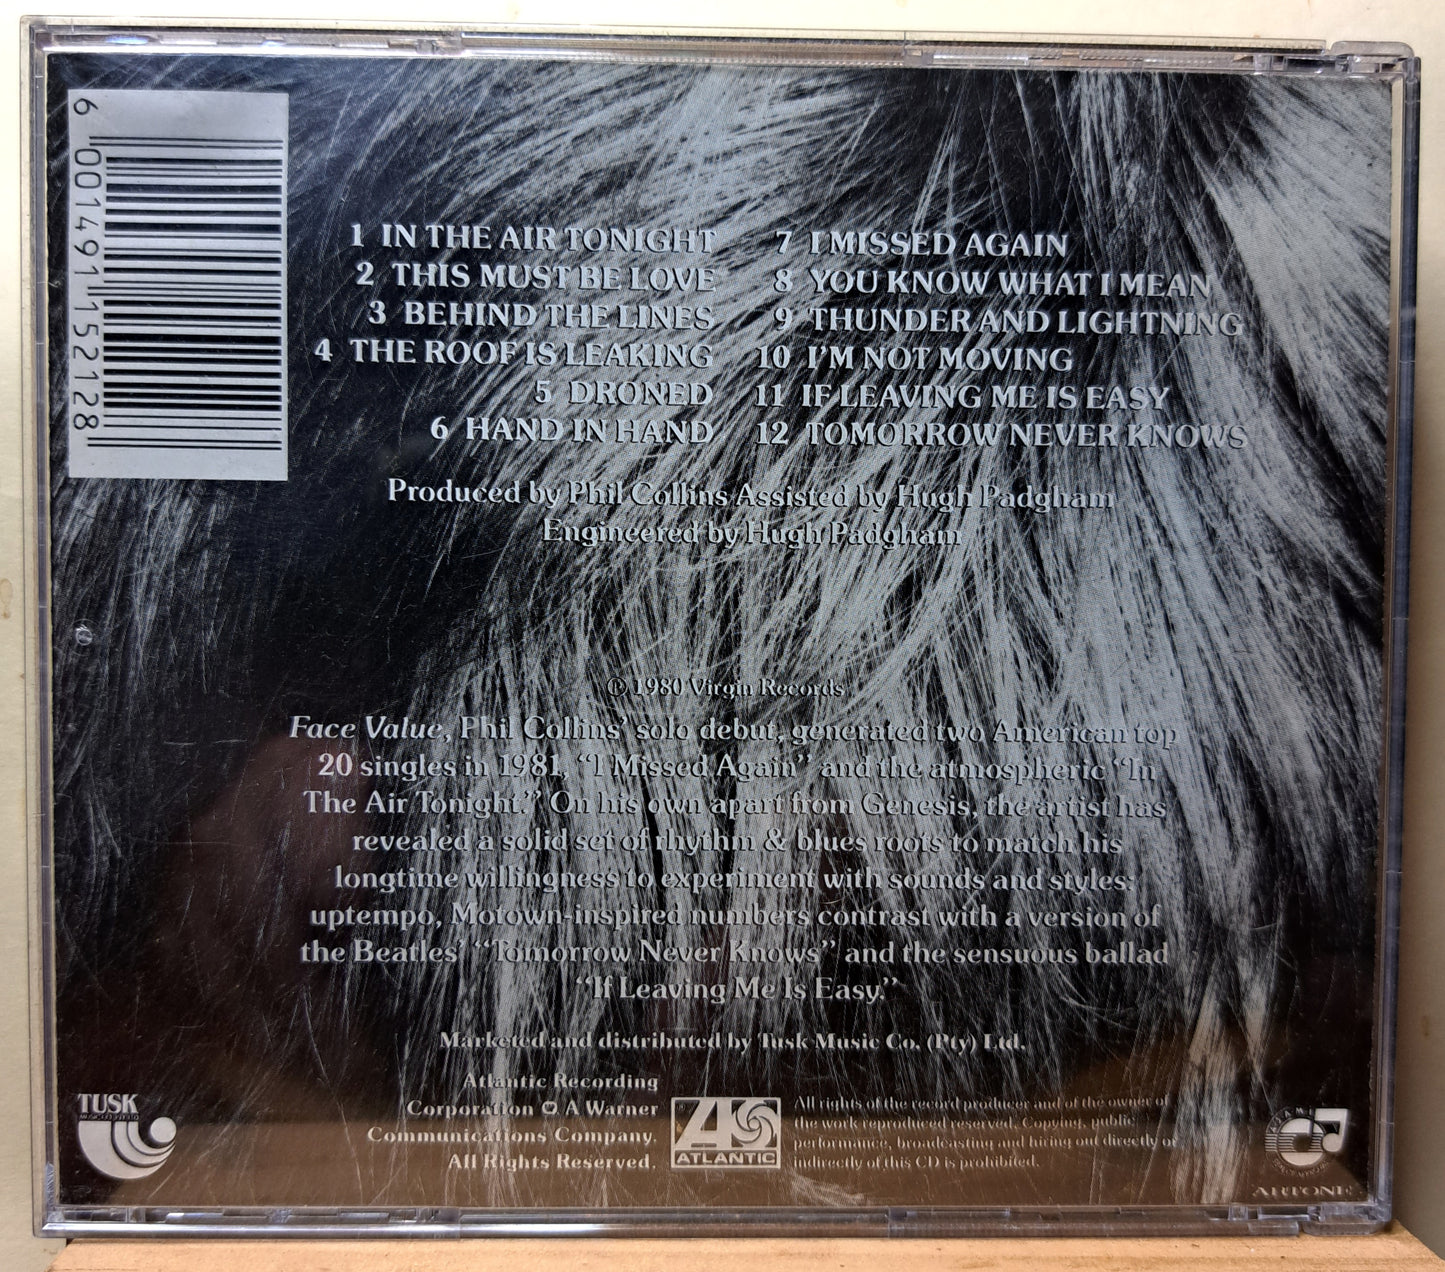 6 001491 152128
1 IN THE AIR TONIGHT
2 THIS MUST BE LOVE
3 BEHIND THE LINES
4 THE ROOF IS LEAKING
5 DRONED
6 HAND IN HAND
7 I MISSED AGAIN
8 YOU KNOW WHAT I MEAN
9 THUNDER AND LIGHTNING
10 I'M NOT MOVING
11 IF LEAVING ME IS EASY
12 TOMORROW NEVER KNOWS
Produced by Phil Collins Assisted by Hugh Padgham
Engineered by Hugh Padgham
℗ 1980 Virgin Records
Face Value, Phil Collins' solo debut, generated two American top
20 singles in 1981, "I Missed Again" and the atmospheric "In
The Air Tonight." On his own apart from Genesis, the artist has
revealed a solid set of rhythm & blues roots to match his
longtime willingness to experiment with sounds and styles;
uptempo, Motown-inspired numbers contrast with a version of
the Beatles' "Tomorrow Never Knows" and the sensuous ballad
"If Leaving Me Is Easy."
Marketed and distributed by Tusk Music Co. (Pty) Ltd.
Atlantic Recording
Corporation A Warner
Communications Company.
All Rights Reserved.
ATLANTIC
All rights of the record producer and of the owner of
the work reproduced reserved. Copying, public
performance, broadcasting and hiring out directly or
indirectly of this CD is prohibited.
TUSK
ARTONE